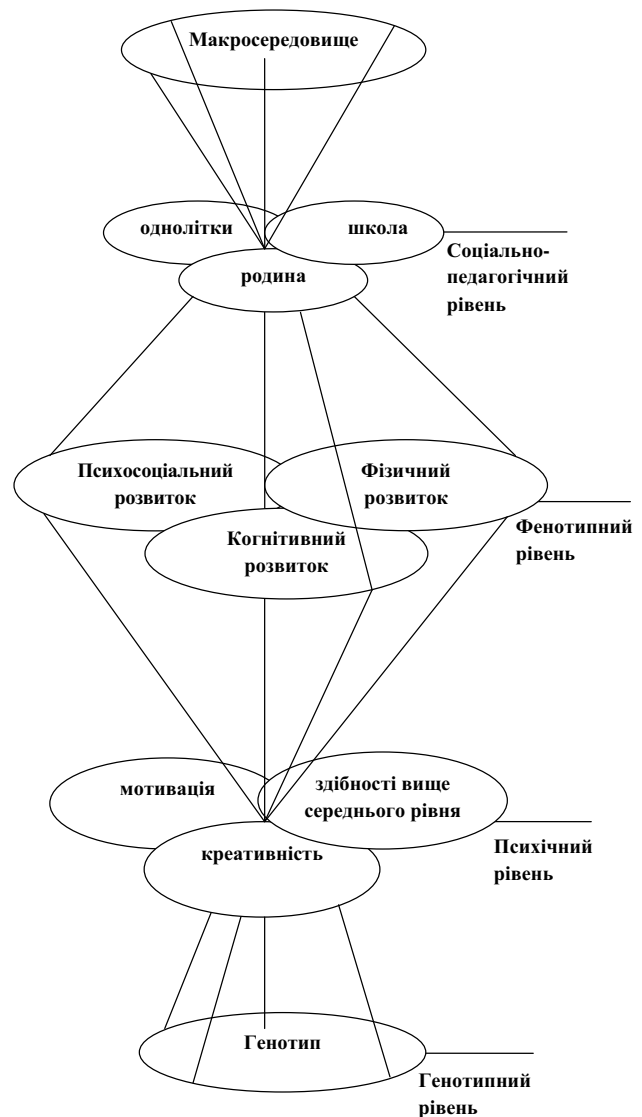 Макросередовище
однолітки
школа
родина
Соціально-
педагогічний
рівень
Психосоціальний
розвиток
Фізичний
розвиток
Когнітивний
розвиток
Фенотипний
рівень
мотивація
здібності вище
середнього рівня
креативність
Психічний
рівень
Генотип
Генотипний
рівень